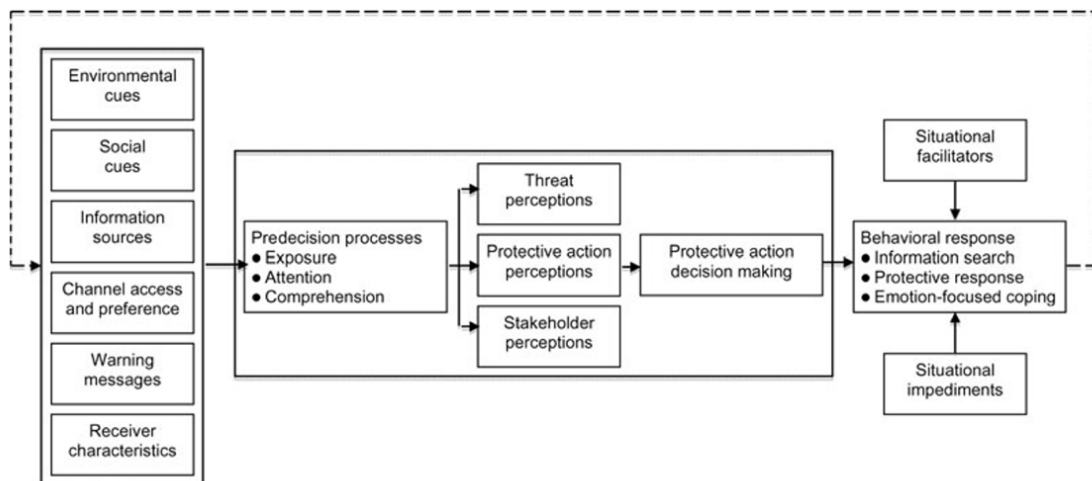 Environmental
cues
Social
cues
Information
sources
Channel access
and preference
Warning
messages
Receiver
characteristics
Predecision processes
● Exposure
● Attention
● Comprehension
Threat
perceptions
Protective action
perceptions
Stakeholder
perceptions
Protective action
decision making
Situational
facilitators
Behavioral response
● Information search
● Protective response
● Emotion-focused coping
Situational
impediments